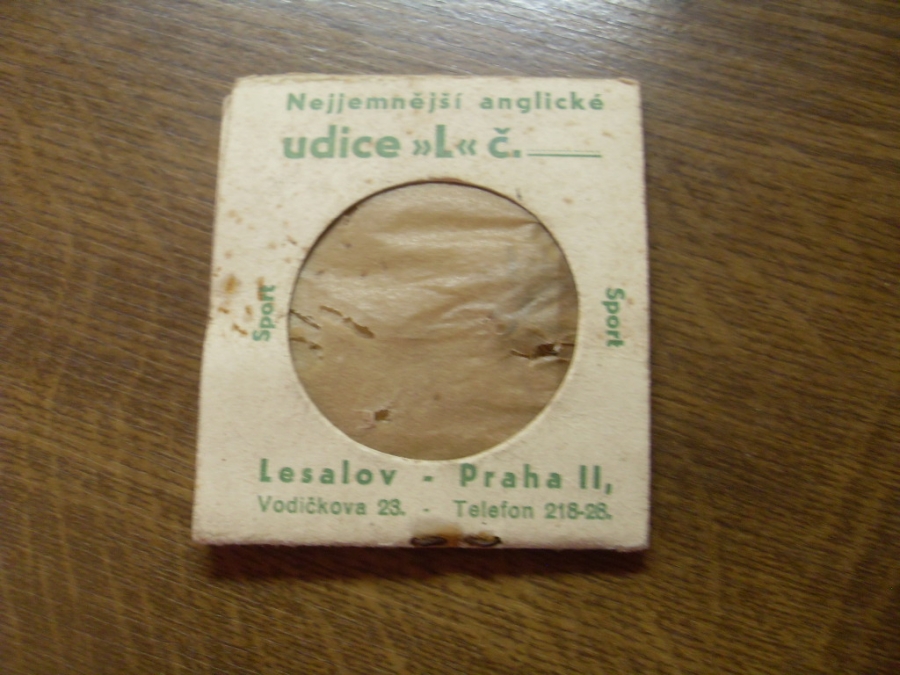 Nejjemnější anglické
udice »L« č.
Sport
Sport
Lesalov - Praha II,
Vodičkova 23. - Telefon 218-28.